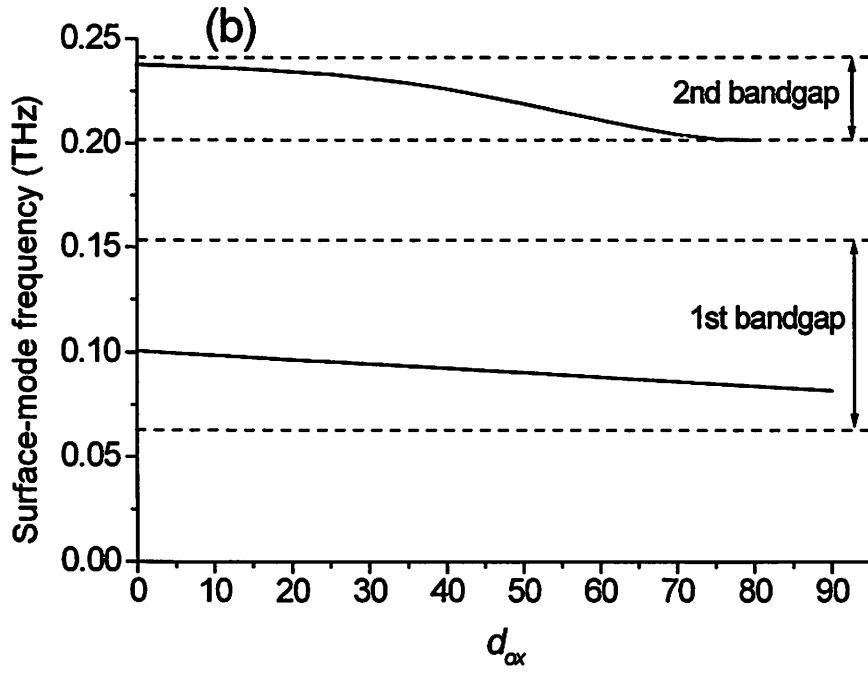 (b)
0.25
0.20
0.15
0.10
0.05
0.00
Surface-mode frequency (THz)
2nd bandgap
1st bandgap
0 10 20 30 40 50 60 70 80 90
dox